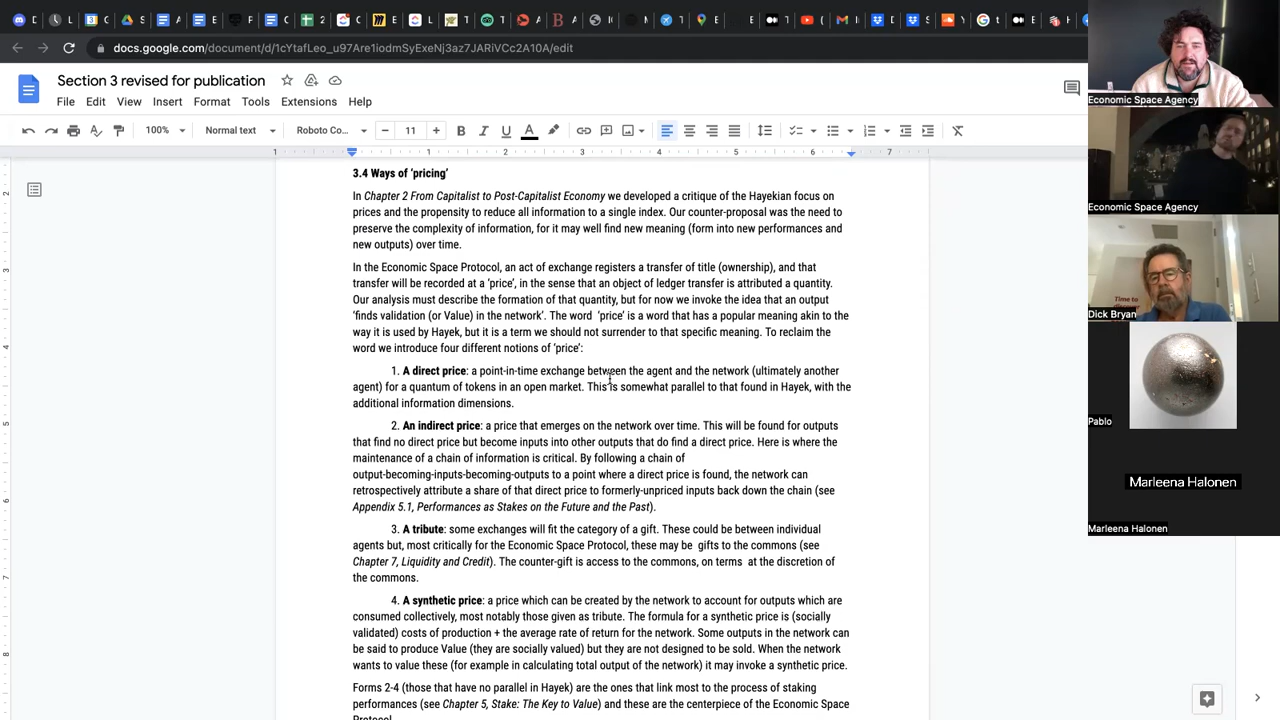 docs.google.com/document/d/1cYtafLeo_u97Are1iodmSyExeNj3az7JARiVCc2A10A/edit
Section 3 revised for publication
File Edit View Insert Format Tools Extensions Help
100% Normal text Roboto Co... 11
1 1 2 3 4 5 6 7
3.4 Ways of ‘pricing’
In Chapter 2 From Capitalist to Post-Capitalist Economy we developed a critique of the Hayekian focus on
prices and the propensity to reduce all information to a single index. Our counter-proposal was the need to
preserve the complexity of information, for it may well find new meaning (form into new performances and
new outputs) over time.
In the Economic Space Protocol, an act of exchange registers a transfer of title (ownership), and that
transfer will be recorded at a ‘price’, in the sense that an object of ledger transfer is attributed a quantity.
Our analysis must describe the formation of that quantity, but for now we invoke the idea that an output
‘finds validation (or Value) in the network’. The word ‘price’ is a word that has a popular meaning akin to the
way it is used by Hayek, but it is a term we should not surrender to that specific meaning. To reclaim the
word we introduce four different notions of ‘price’:
1. A direct price: a point-in-time exchange between the agent and the network (ultimately another
agent) for a quantum of tokens in an open market. This is somewhat parallel to that found in Hayek, with the
additional information dimensions.
2. An indirect price: a price that emerges on the network over time. This will be found for outputs
that find no direct price but become inputs into other outputs that do find a direct price. Here is where the
maintenance of a chain of information is critical. By following a chain of
output-becoming-inputs-becoming-outputs to a point where a direct price is found, the network can
retrospectively attribute a share of that direct price to formerly-unpriced inputs back down the chain (see
Appendix 5.1, Performances as Stakes on the Future and the Past).
3. A tribute: some exchanges will fit the category of a gift. These could be between individual
agents but, most critically for the Economic Space Protocol, these may be gifts to the commons (see
Chapter 7, Liquidity and Credit). The counter-gift is access to the commons, on terms at the discretion of
the commons.
4. A synthetic price: a price which can be created by the network to account for outputs which are
consumed collectively, most notably those given as tribute. The formula for a synthetic price is (socially
validated) costs of production + the average rate of return for the network. Some outputs in the network can
be said to produce Value (they are socially valued) but they are not designed to be sold. When the network
wants to value these (for example in calculating total output of the network) it may invoke a synthetic price.
Forms 2-4 (those that have no parallel in Hayek) are the ones that link most to the process of staking
performances (see Chapter 5, Stake: The Key to Value) and these are the centerpiece of the Economic Space
Protocol.
Economic Space Agency
Economic Space Agency
Dick Bryan
Pablo
Marleena Halonen
Marleena Halonen